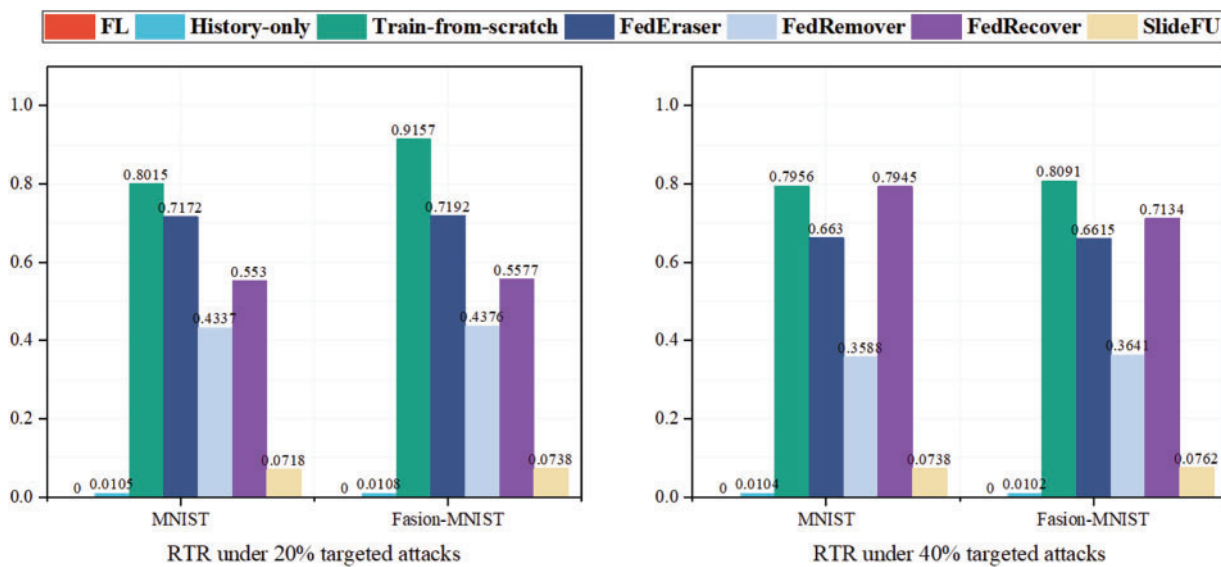 FL History-only Train-from-scratch FedEraser FedRemover FedRecover SlideFU
1.0
0.8
0.6
0.4
0.2
0.0
0 0.0105 0.8015 0.7172 0.4337 0.553 0.0718
0 0.0108 0.9157 0.7192 0.4376 0.5577 0.0738
MNIST Fasion-MNIST
RTR under 20% targeted attacks
1.0
0.8
0.6
0.4
0.2
0.0
0 0.0104 0.7956 0.663 0.3588 0.7945 0.0738
0 0.0102 0.8091 0.6615 0.3641 0.7134 0.0762
MNIST Fasion-MNIST
RTR under 40% targeted attacks